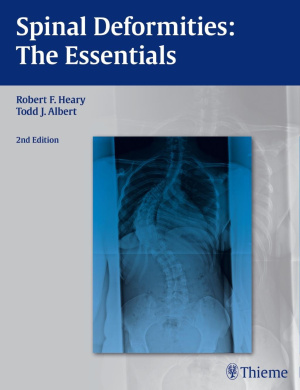 Spinal Deformities:
The Essentials
Robert F. Heary
Todd J. Albert
2nd Edition
Thieme